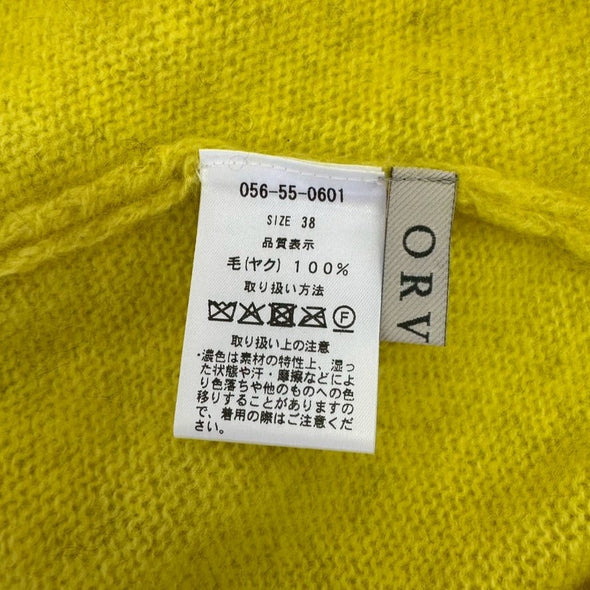 056-55-0601
SIZE 38
品質表示
毛(ヤク) 100%
取り扱い方法
F
取り扱い上の注意
・濃色は素材の特性上、湿っ
た状態や汗・摩擦などによ
り色落ちや他のものへの色
移りすることがありますの
で、着用の際はご注意くだ
さい。
ORV